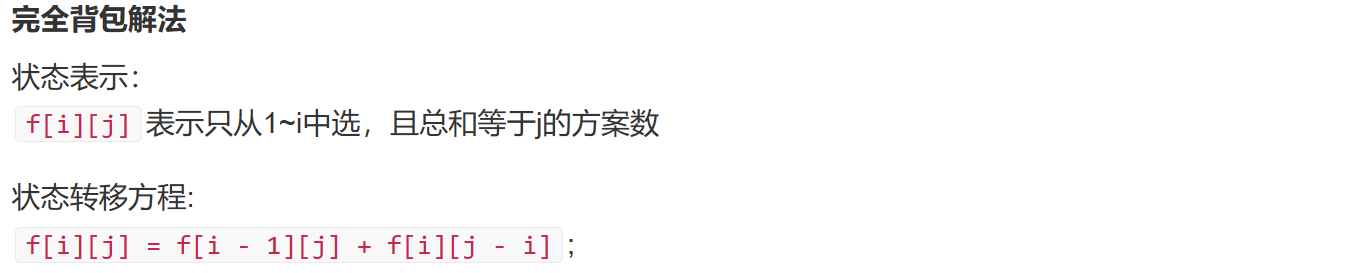 完全背包解法
状态表示：
f[i][j]表示只从1~i中选，且总和等于j的方案数
状态转移方程:
f[i][j] = f[i - 1][j] + f[i][j - i];